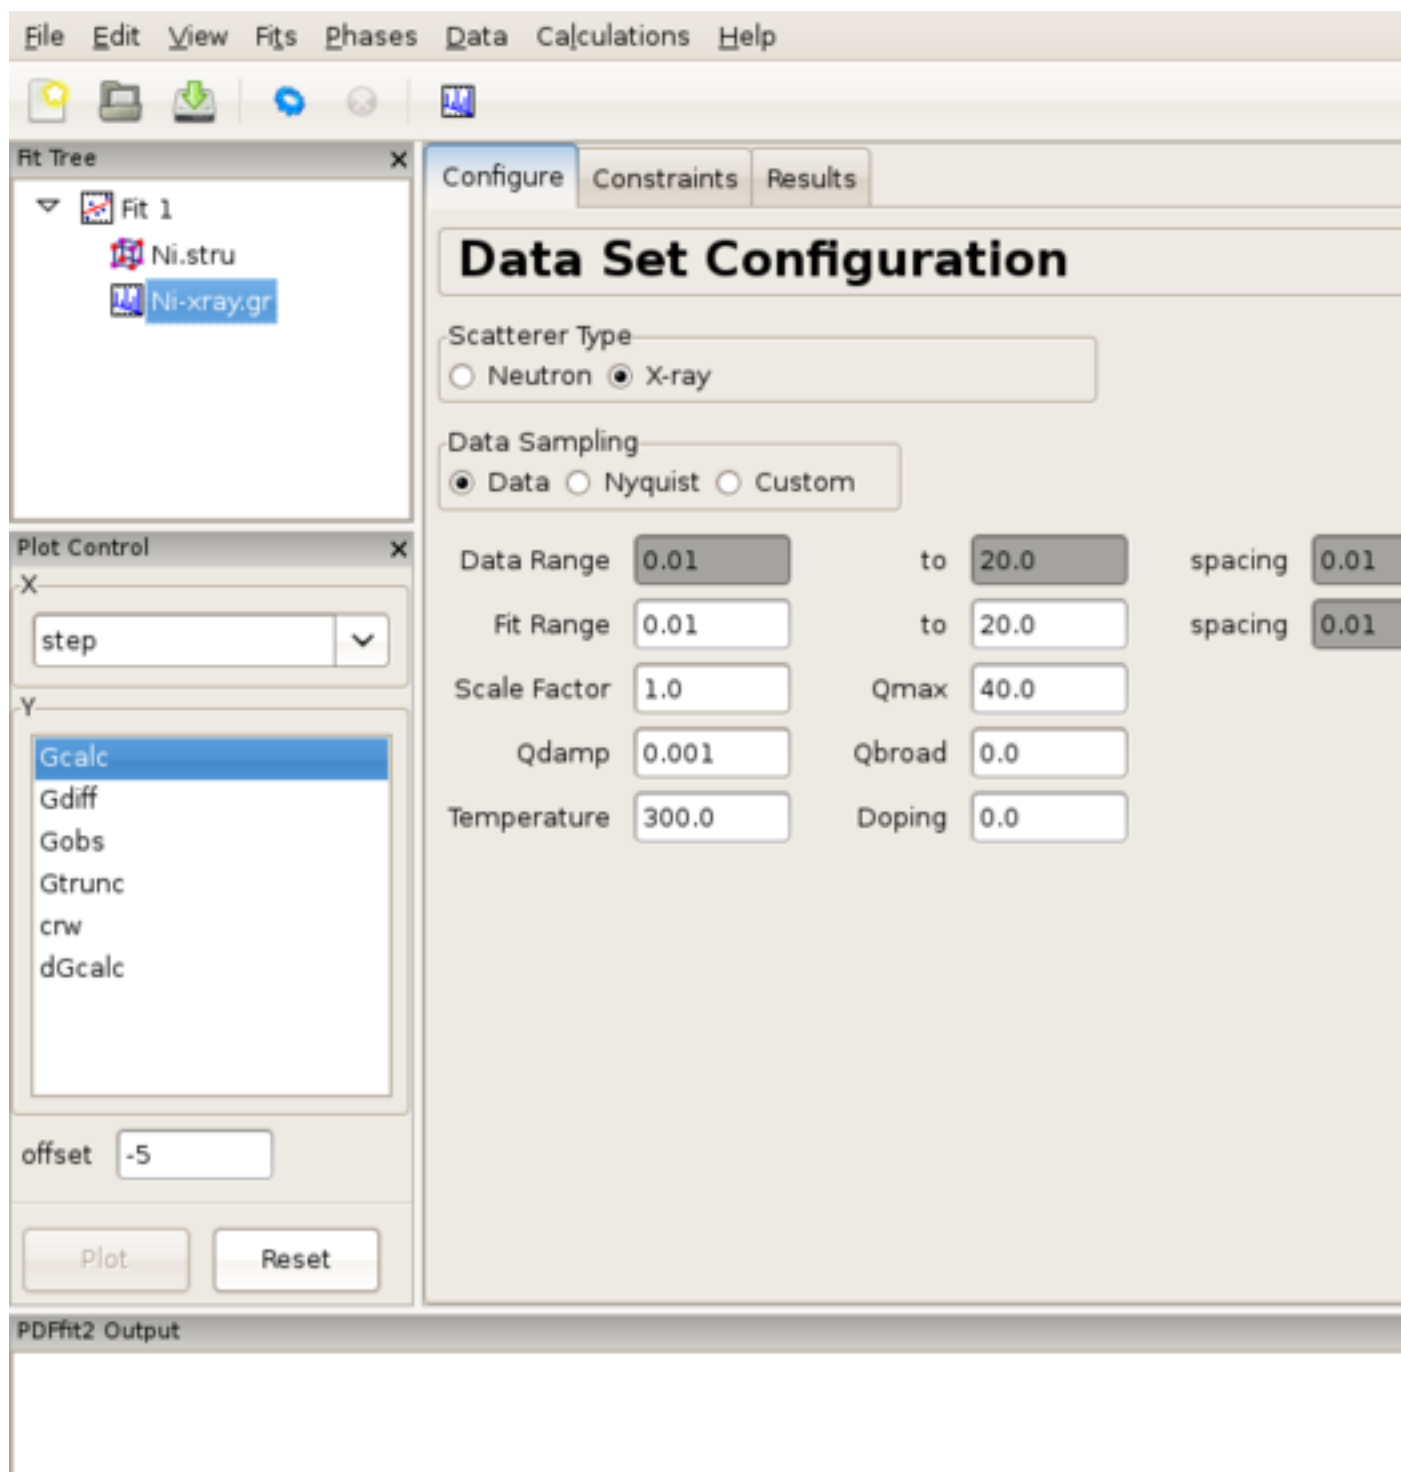 File Edit View Fits Phases Data Calculations Help
Fit Tree
Fit 1
Ni.stru
Ni-xray.gr
Plot Control
X
step
Y
Gcalc
Gdiff
Gobs
Gtrunc
crw
dGcalc
offset -5
Plot Reset
Configure Constraints Results
Data Set Configuration
Scatterer Type
Neutron X-ray
Data Sampling
Data Nyquist Custom
Data Range 0.01 to 20.0 spacing 0.01
Fit Range 0.01 to 20.0 spacing 0.01
Scale Factor 1.0 Qmax 40.0
Qdamp 0.001 Qbroad 0.0
Temperature 300.0 Doping 0.0
PDFfit2 Output